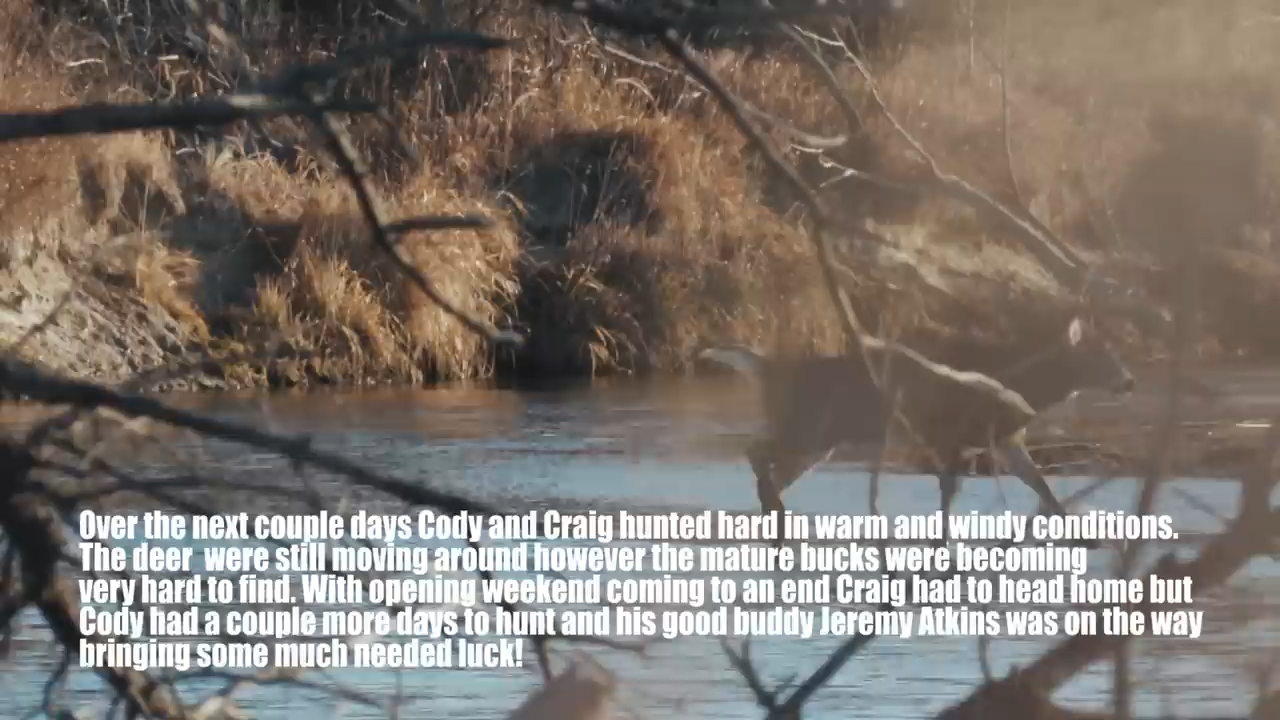 Over the next couple days Cody and Craig hunted hard in warm and windy conditions.
The deer  were still moving around however the mature bucks were becoming
very hard to find. With opening weekend coming to an end Craig had to head home but
Cody had a couple more days to hunt and his good buddy Jeremy Atkins was on the way
bringing some much needed luck!